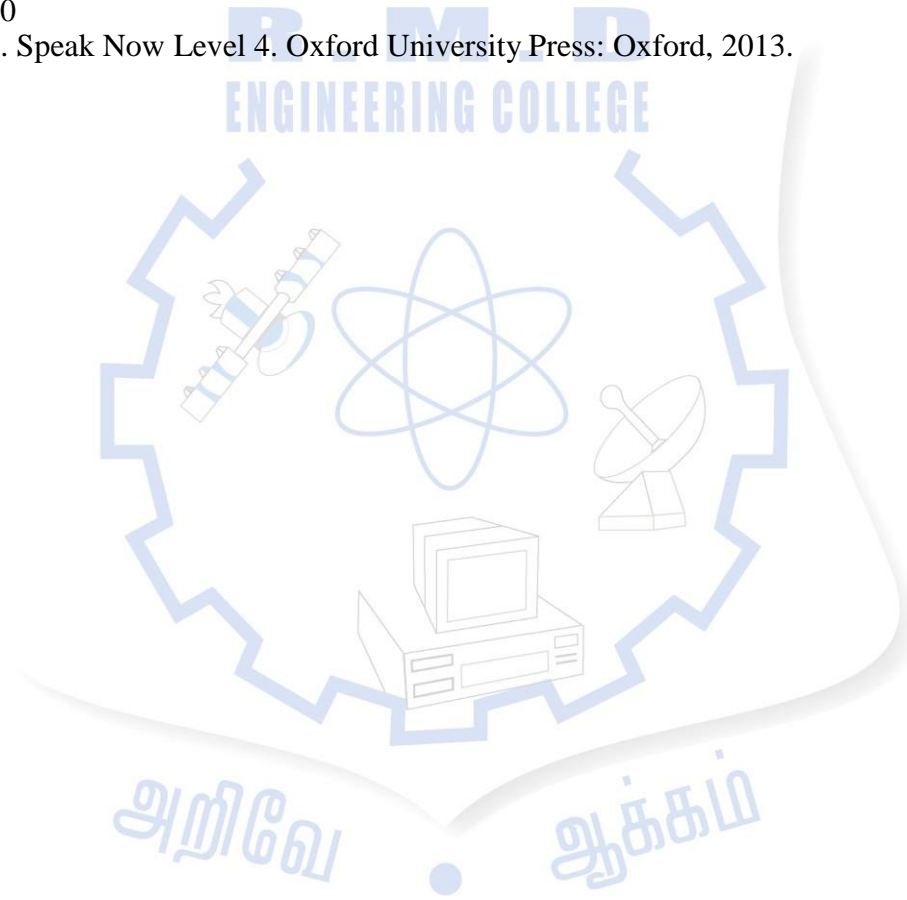 0
R . M . D
. Speak Now Level 4. Oxford University Press: Oxford, 2013.
ENGINEERING COLLEGE
அறிவே ● ஆக்கம்